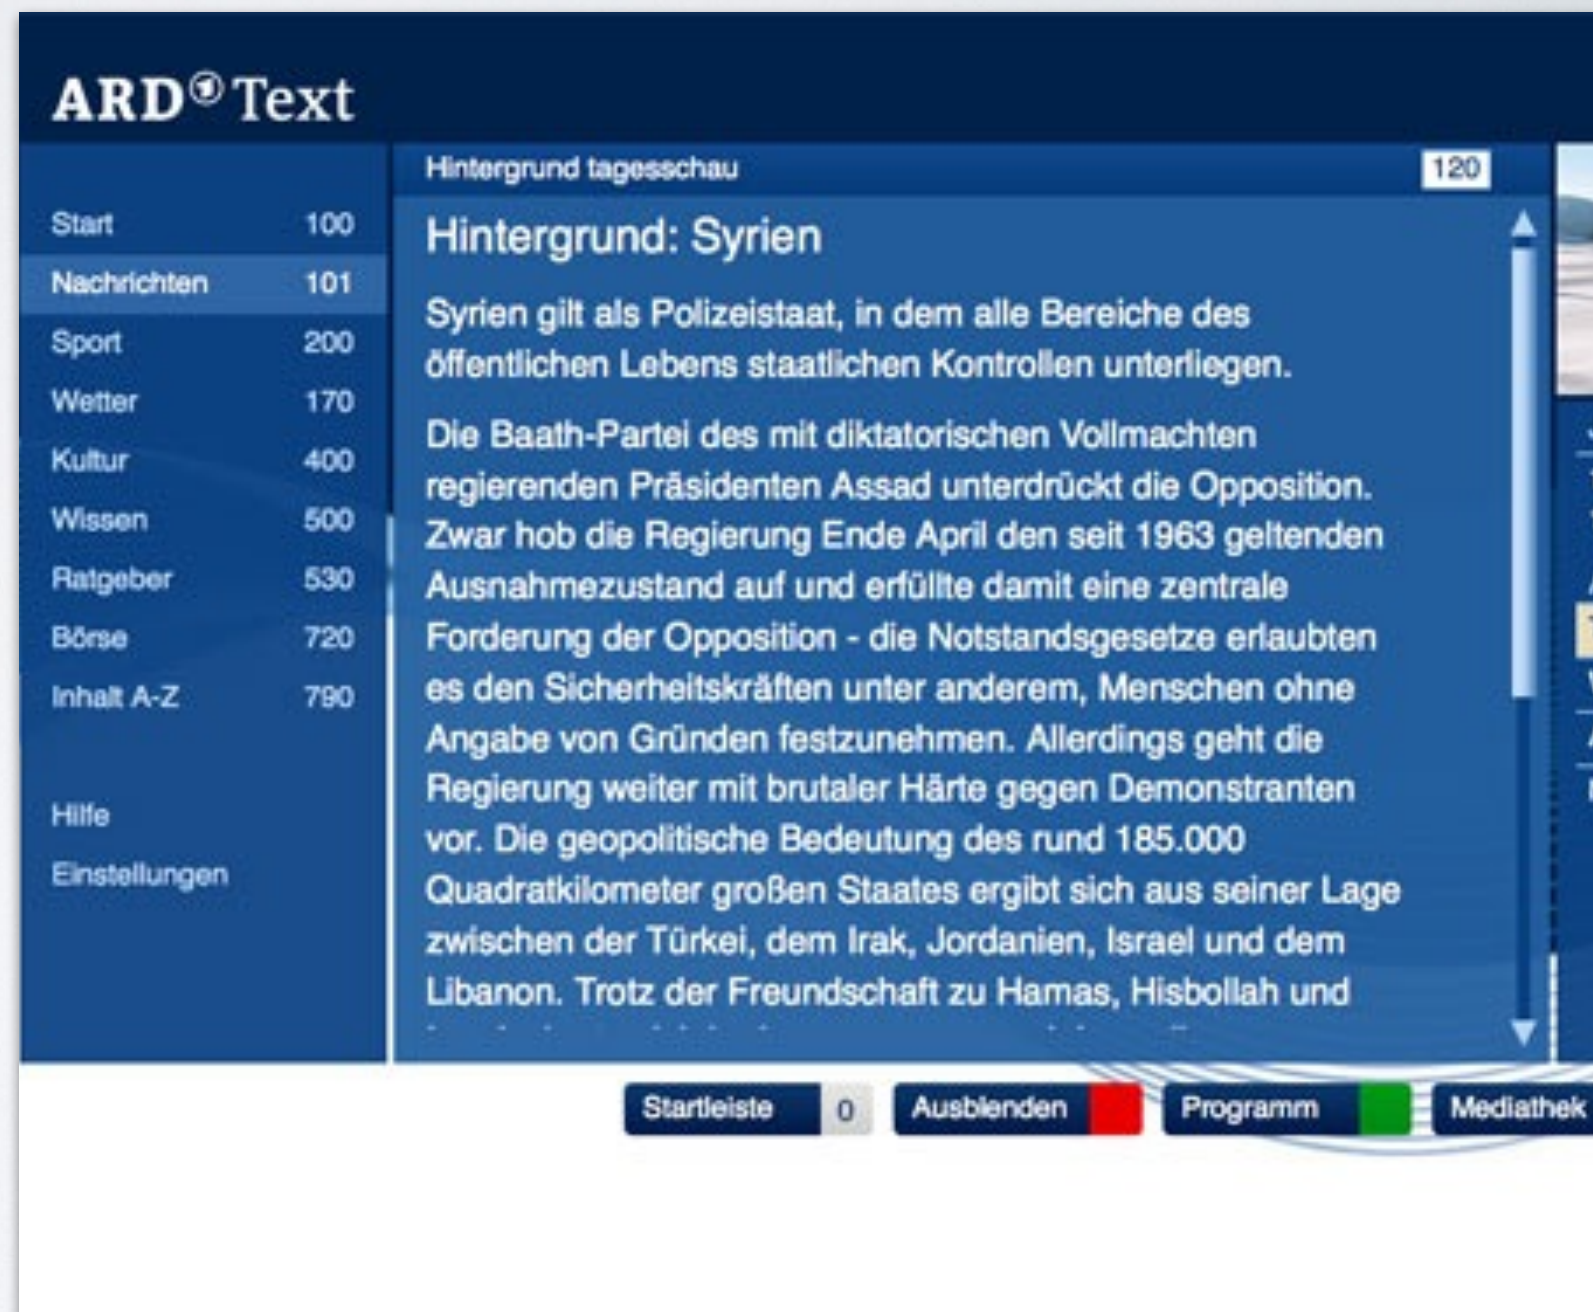 ARD Text
Start 100
Nachrichten 101
Sport 200
Wetter 170
Kultur 400
Wissen 500
Ratgeber 530
Börse 720
Inhalt A-Z 790
Hilfe
Einstellungen
Hintergrund tagesschau 120
Hintergrund: Syrien
Syrien gilt als Polizeistaat, in dem alle Bereiche des
öffentlichen Lebens staatlichen Kontrollen unterliegen.
Die Baath-Partei des mit diktatorischen Vollmachten
regierenden Präsidenten Assad unterdrückt die Opposition.
Zwar hob die Regierung Ende April den seit 1963 geltenden
Ausnahmezustand auf und erfüllte damit eine zentrale
Forderung der Opposition - die Notstandsgesetze erlaubten
es den Sicherheitskräften unter anderem, Menschen ohne
Angabe von Gründen festzunehmen. Allerdings geht die
Regierung weiter mit brutaler Härte gegen Demonstranten
vor. Die geopolitische Bedeutung des rund 185.000
Quadratkilometer großen Staates ergibt sich aus seiner Lage
zwischen der Türkei, dem Irak, Jordanien, Israel und dem
Libanon. Trotz der Freundschaft zu Hamas, Hisbollah und
Startleiste 0 Ausblenden Programm Mediathek